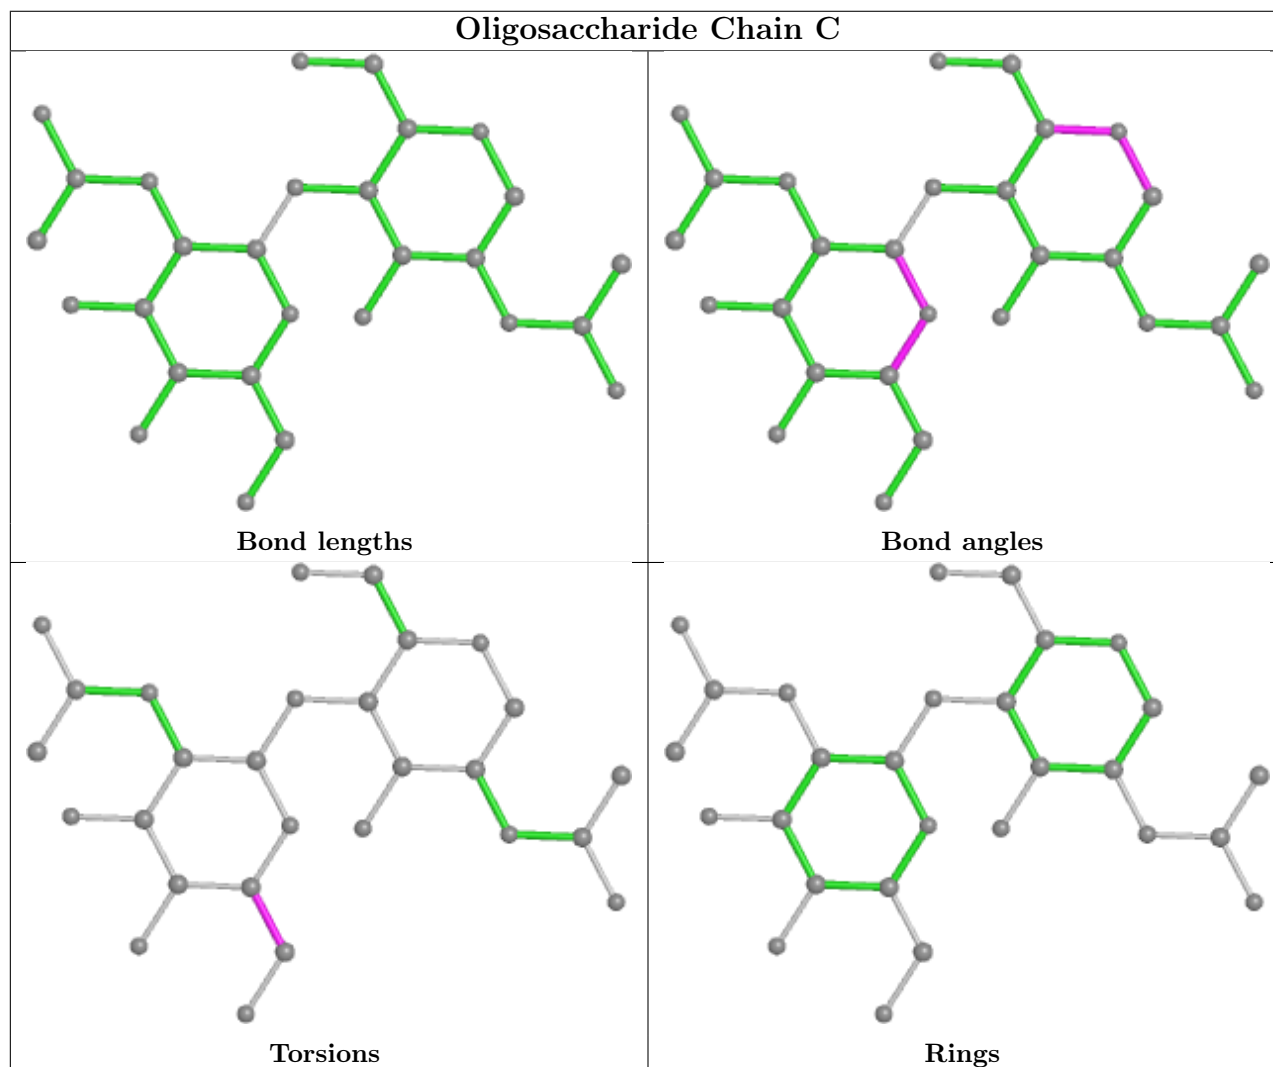 Oligosaccharide Chain C
Bond lengths
Bond angles
Torsions
Rings